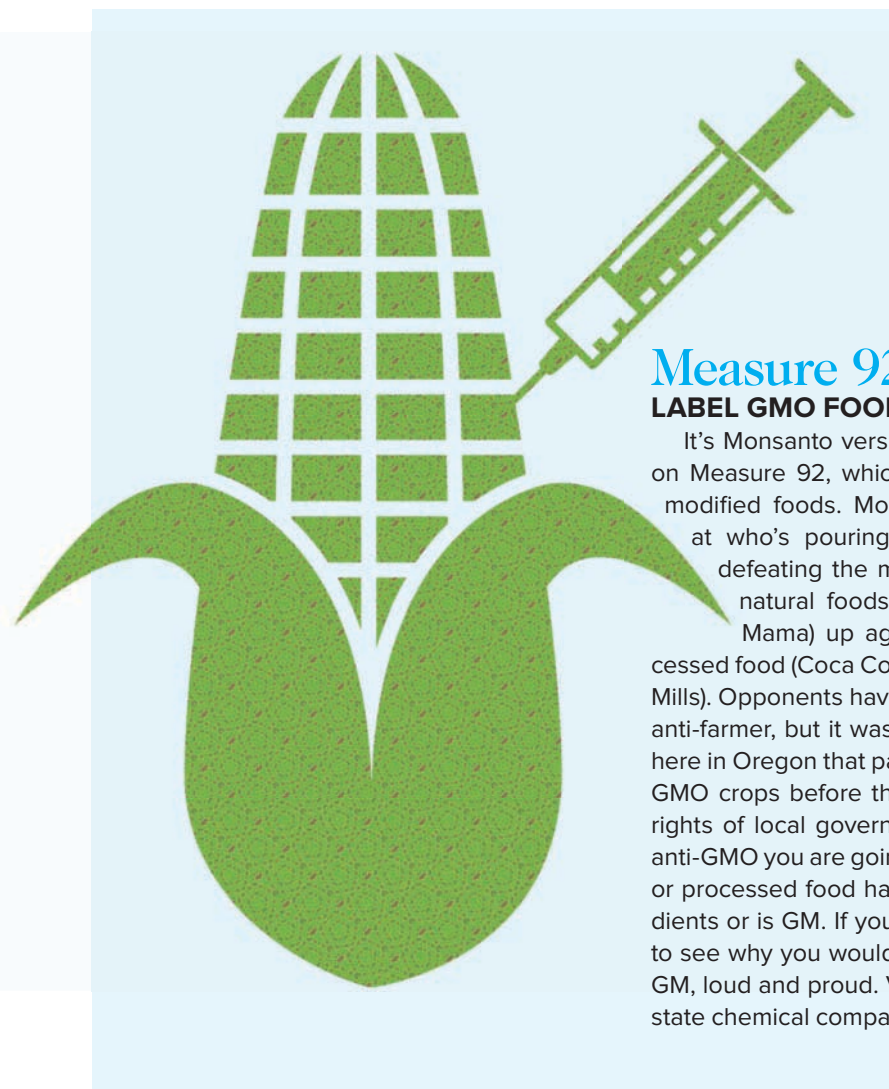 Measure 92
LABEL GMO FOO
It’s Monsanto vers
on Measure 92, whic
modified foods. Mo
at who’s pouring
defeating the m
natural foods
Mama) up ag
cessed food (Coca Co
Mills). Opponents hav
anti-farmer, but it was
here in Oregon that pa
GMO crops before th
rights of local govern
anti-GMO you are goin
or processed food ha
dients or is GM. If you
to see why you would
GM, loud and proud. V
state chemical compa